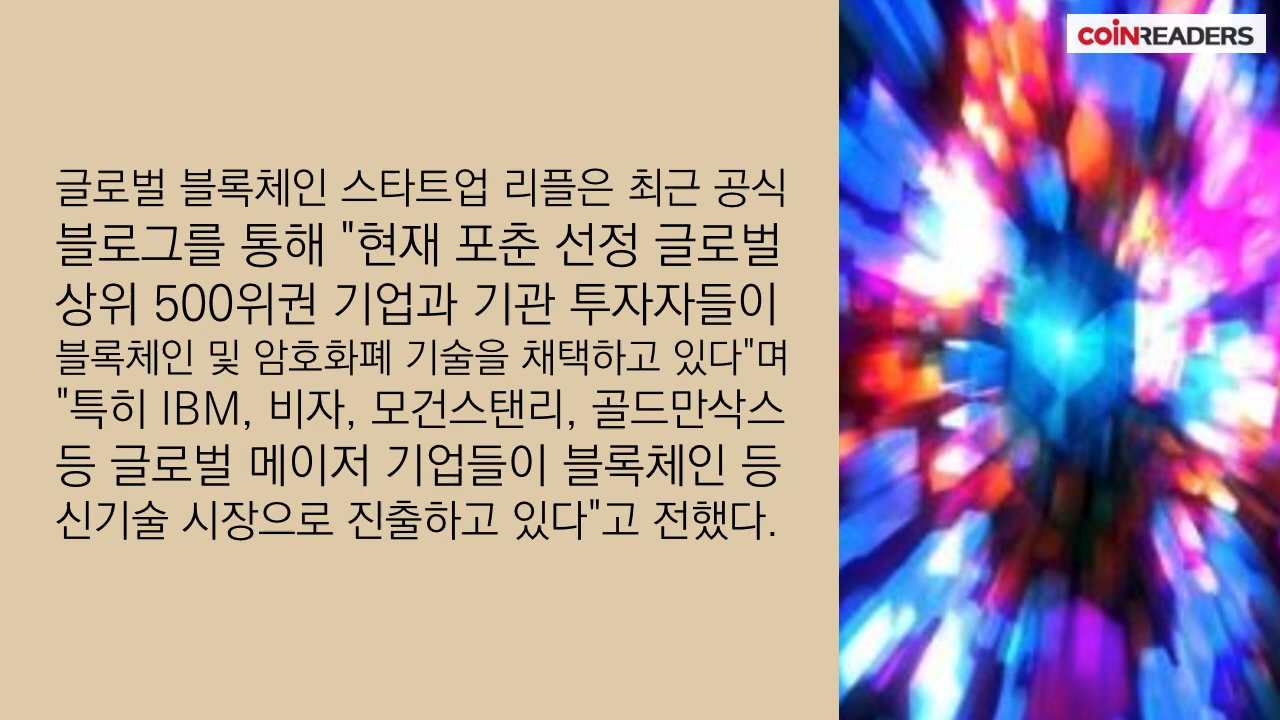 COINREADERS
글로벌 블록체인 스타트업 리플은 최근 공식
블로그를 통해 "현재 포춘 선정 글로벌
상위 500위권 기업과 기관 투자자들이
블록체인 및 암호화폐 기술을 채택하고 있다"며
"특히 IBM, 비자, 모건스탠리, 골드만삭스
등 글로벌 메이저 기업들이 블록체인 등
신기술 시장으로 진출하고 있다"고 전했다.